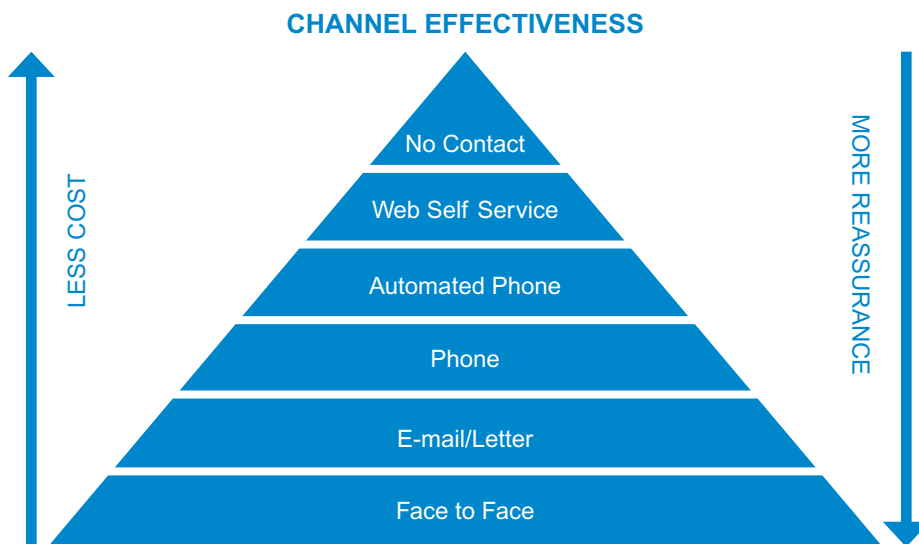 CHANNEL EFFECTIVENESS
LESS COST
MORE REASSURANCE
No Contact
Web Self Service
Automated Phone
Phone
E-mail/Letter
Face to Face